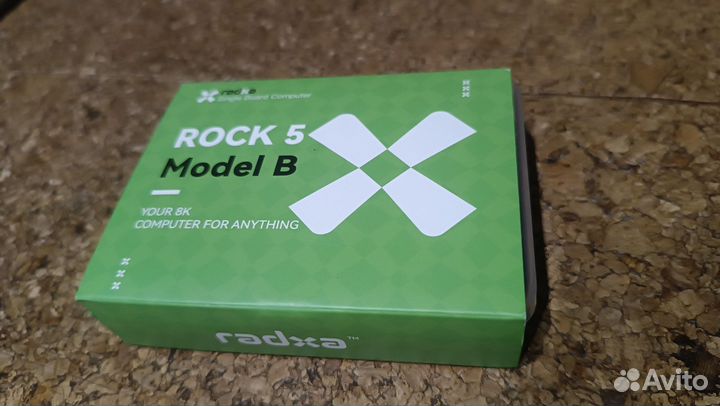 radxa
Single Board Computer
ROCK 5
Model B
YOUR 8K
COMPUTER FOR ANYTHING
radxa™
Avito